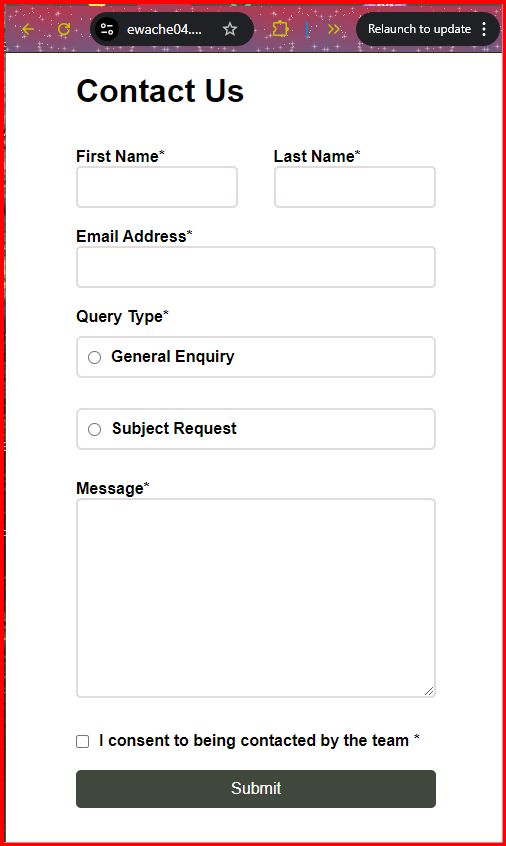 ewache04....
Relaunch to update
Contact Us
First Name*
Last Name*
Email Address*
Query Type*
General Enquiry
Subject Request
Message*
I consent to being contacted by the team *
Submit